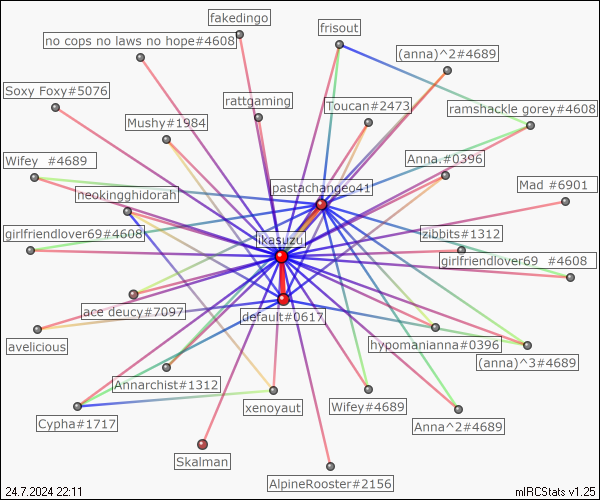 fakedingo
frisout
no cops no laws no hope#4608
(anna)^2#4689
Soxy Foxy#5076
rattgaming
Toucan#2473
ramshackle gorey#4608
Mushy#1984
Wifey #4689
Anna.#0396
pastachangeo41
Mad #6901
neokingghidorah
girlfriendlover69#4608
ikasuzu
zibbits#1312
girlfriendlover69 #4608
ace deucy#7097
default#0617
avelicious
hypomanianna#0396
(anna)^3#4689
Annarchist#1312
xenoyaut
Wifey#4689
Cypha#1717
Anna^2#4689
Skalman
AlpineRooster#2156
24.7.2024 22:11
mIRCStats v1.25